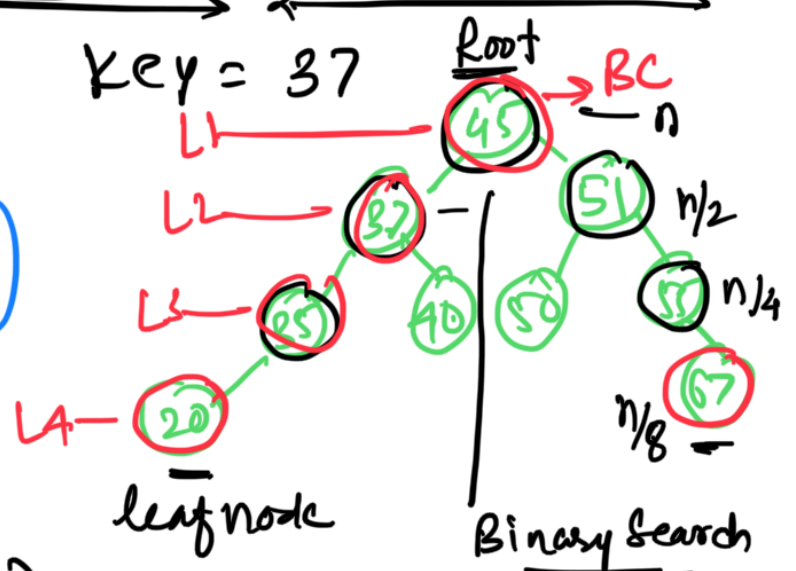 Key = 37
Root
BC
L1
45
n
L2
37
51
n/2
L3
35
40
50
55
n/4
L4
20
67
n/8
leaf node
Binary Search